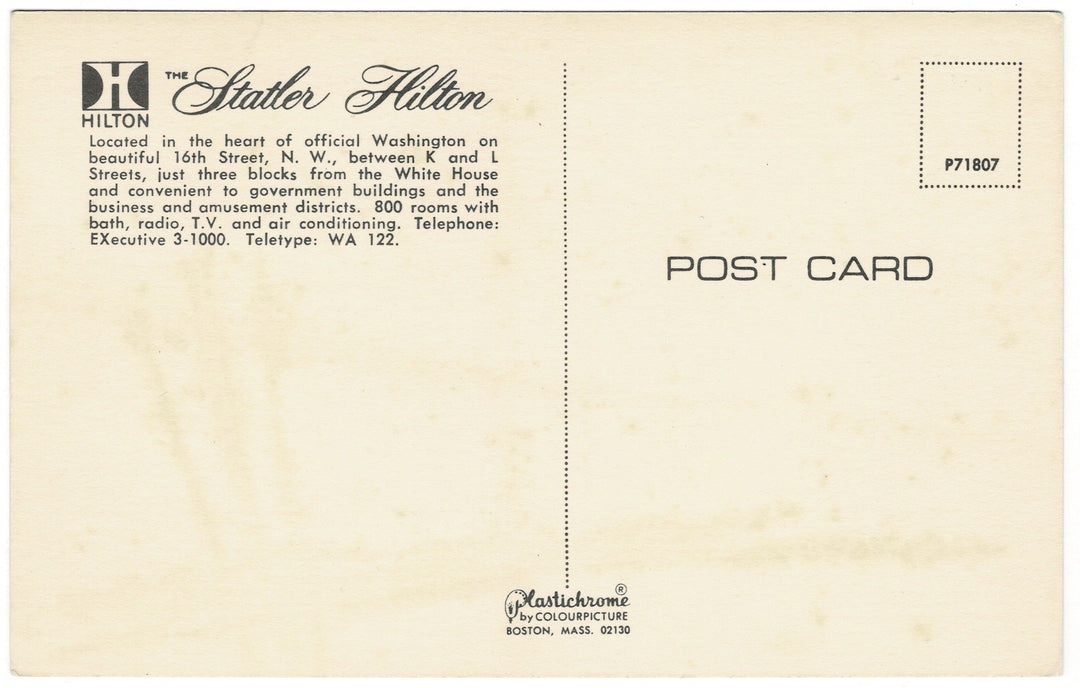 HILTON
THE Statler Hilton
Located in the heart of official Washington on
beautiful 16th Street, N. W., between K and L
Streets, just three blocks from the White House
and convenient to government buildings and the
business and amusement districts. 800 rooms with
bath, radio, T.V. and air conditioning. Telephone:
EXecutive 3-1000. Teletype: WA 122.
P71807
POST CARD
Plastichrome®
by COLOURPICTURE
BOSTON, MASS. 02130